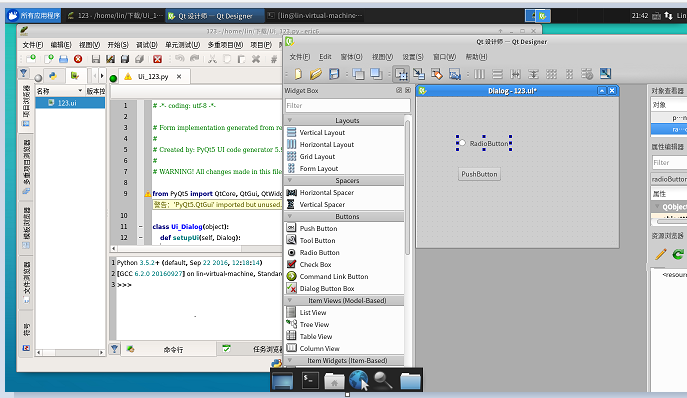 所有应用程序
123 - /home/lin/下载/Ui_1···
Qt 设计师 — Qt Designer
[lin@lin-virtual-machine···
21:42
Lin
123 - /home/lin/下载/Ui_123.py - eric6
文件(F) 编辑(E) 视图(V) 开始(S) 调试(D) 单元测试(U) 多重项目(M) 项目(P)
名称
版本控
123.ui
项目浏览器
多重项目浏览器
模板浏览器
文件浏览器
符号
Ui_123.py
1 # -*- coding: utf-8 -*-
2
3 # Form implementation generated from re
4 #
5 # Created by: PyQt5 UI code generator 5.
6 #
7 # WARNING! All changes made in this file
8
9 from PyQt5 import QtCore, QtGui, QtWidg
警告: 'PyQt5.QtGui' imported but unused.
10
11 class Ui_Dialog(object):
12 def setupUi(self, Dialog):
1 Python 3.5.2+ (default, Sep 22 2016, 12:18:14)
2 [GCC 6.2.0 20160927] on lin-virtual-machine, Standar
3 >>>
命令行
任务浏览器
Qt 设计师 — Qt Designer
文件(F) Edit 窗体(O) 视图(V) 设置(S) 窗口(W) 帮助(H)
Widget Box
Filter
Layouts
Vertical Layout
Horizontal Layout
Grid Layout
Form Layout
Spacers
Horizontal Spacer
Vertical Spacer
Buttons
Push Button
Tool Button
Radio Button
Check Box
Command Link Button
Dialog Button Box
Item Views (Model-Based)
List View
Tree View
Table View
Column View
Item Widgets (Item-Based)
Dialog - 123.ui*
RadioButton
PushButton
对象查看器
对象
p···n
ra···o
属性编辑器
Filter
radioButton
属性
QObje
资源浏览器
<resour